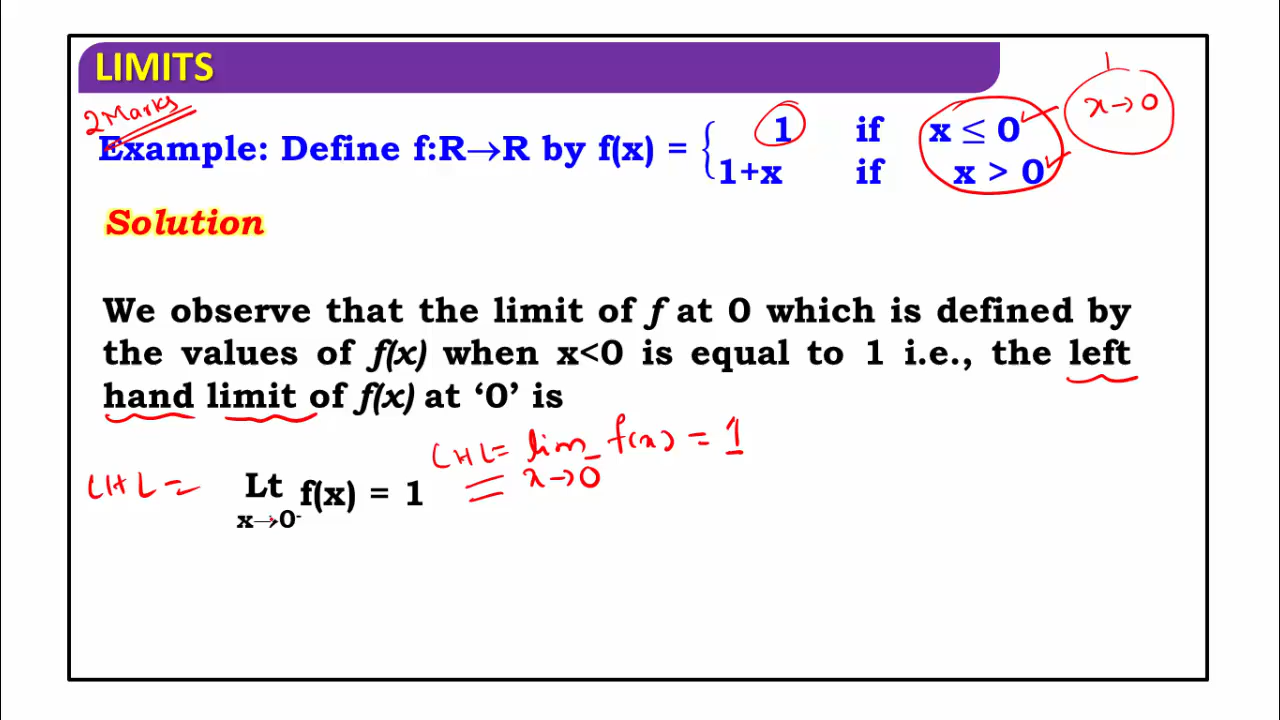 LIMITS
2 Marks
x→0
Example: Define f:R→R by f(x) = { 1 if x ≤ 0
1+x if x > 0
Solution
We observe that the limit of f at 0 which is defined by
the values of f(x) when x<0 is equal to 1 i.e., the left
hand limit of f(x) at ‘0’ is
LHL= lim f(x) = 1
x→0⁻
LHL = Lt f(x) = 1
x→0⁻